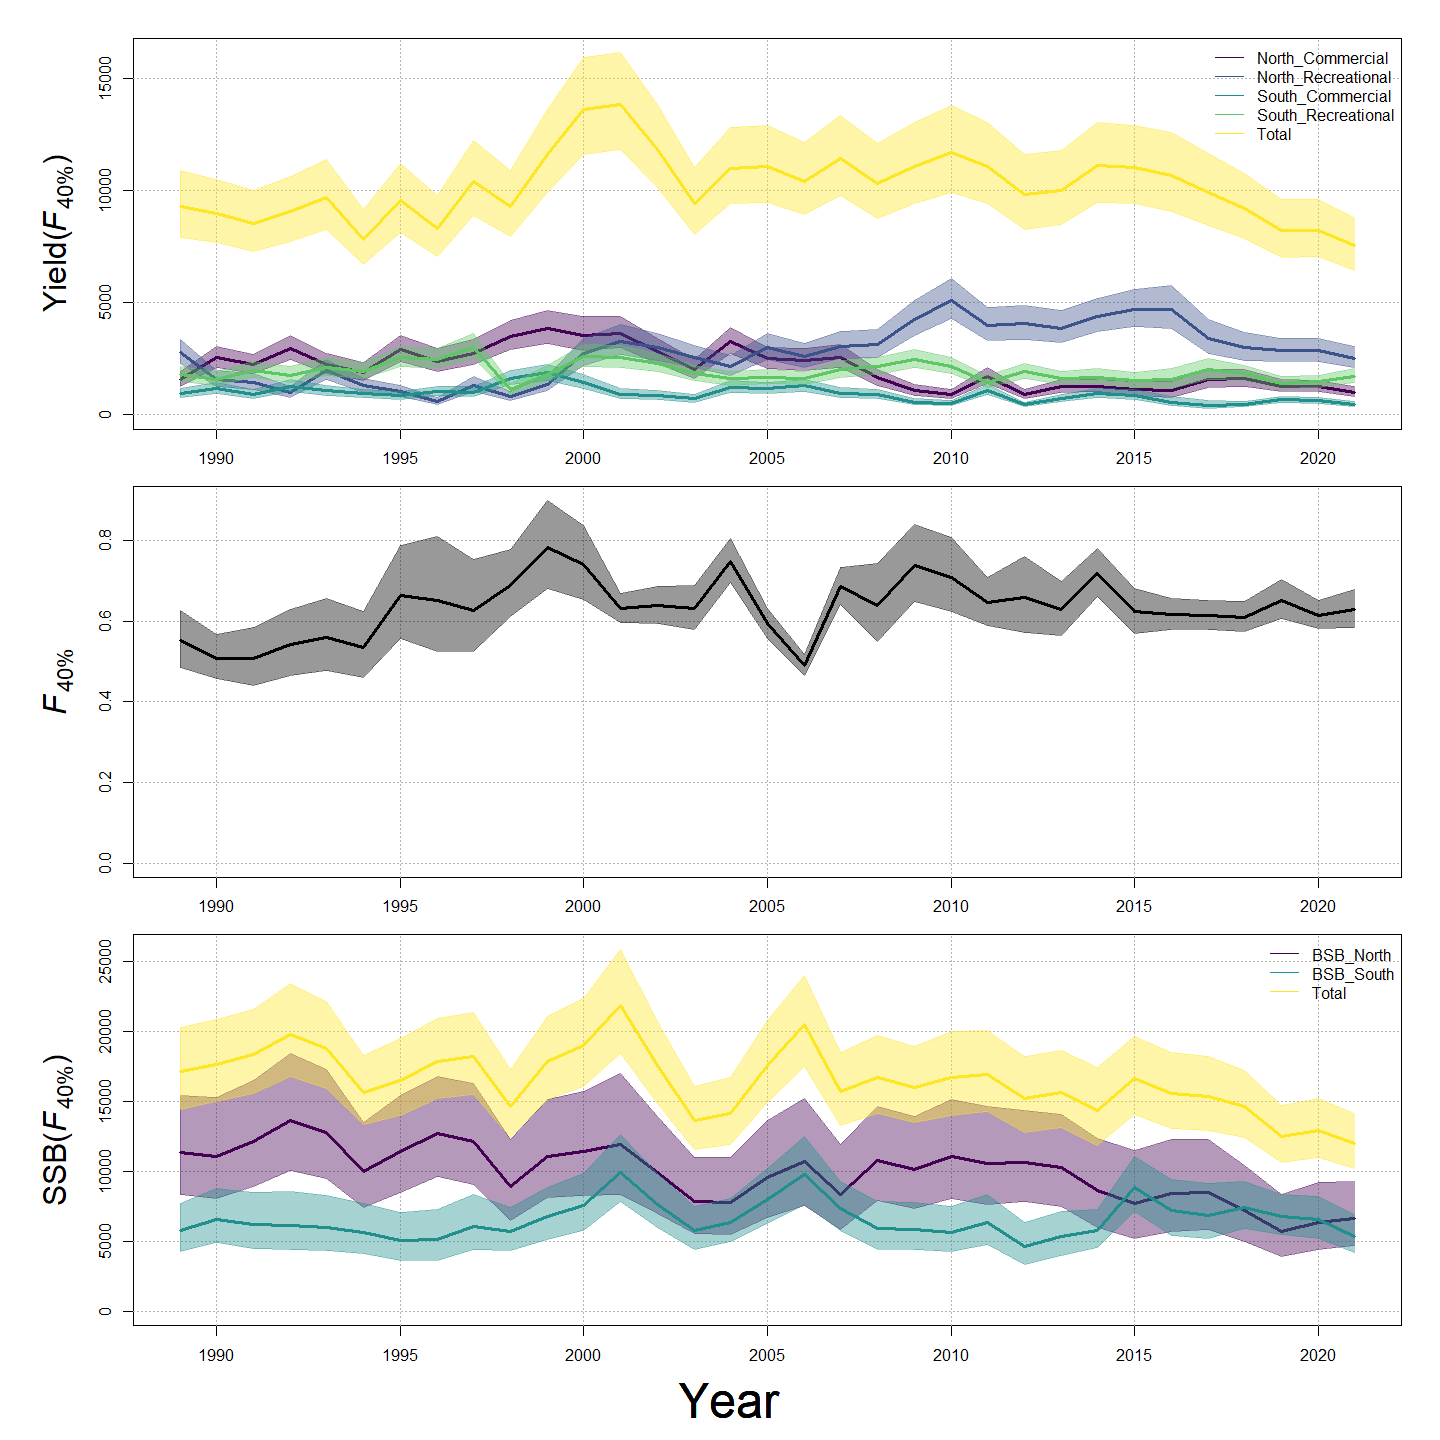 Yield(F40%)
15000
10000
5000
0
North_Commercial
North_Recreational
South_Commercial
South_Recreational
Total
1990 1995 2000 2005 2010 2015 2020
F40%
0.8
0.6
0.4
0.2
0.0
1990 1995 2000 2005 2010 2015 2020
SSB(F40%)
25000
20000
15000
10000
5000
0
BSB_North
BSB_South
Total
1990 1995 2000 2005 2010 2015 2020
Year